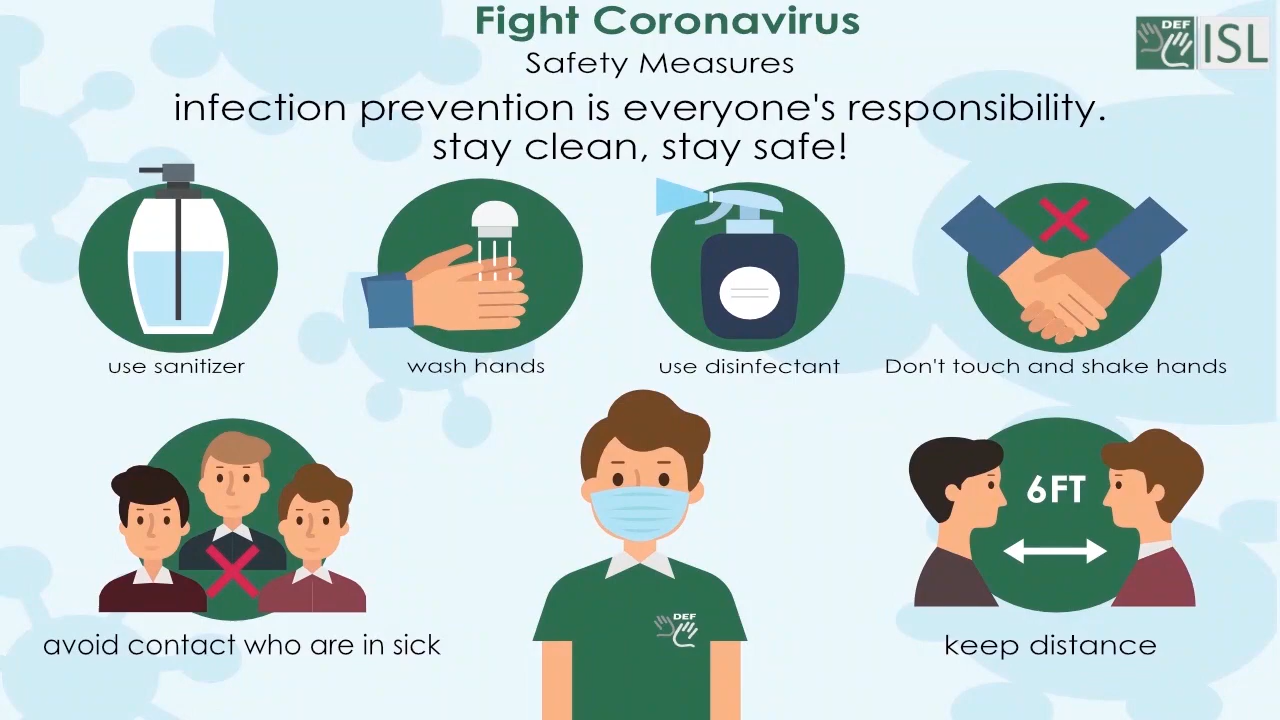 Fight Coronavirus
DEF
ISL
Safety Measures
infection prevention is everyone's responsibility.
stay clean, stay safe!
use sanitizer
wash hands
use disinfectant
Don't touch and shake hands
6FT
DEF
avoid contact who are in sick
keep distance